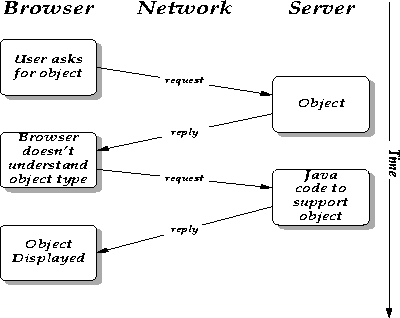 Browser Network Server
User asks
for object
request
Object
reply
Browser
doesn't
understand
object type
request
Java
code to
support
object
reply
Object
Displayed
Time